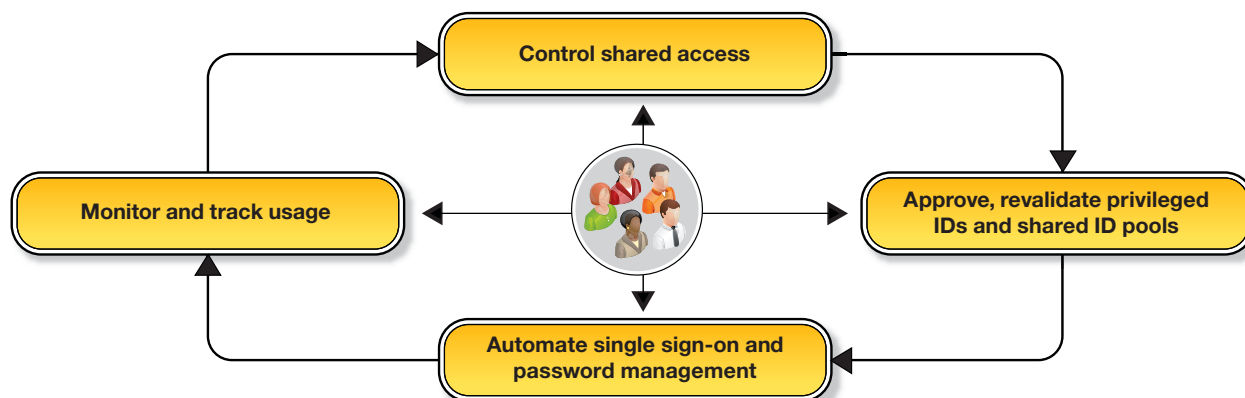 Control shared access
Monitor and track usage
Approve, revalidate privileged
IDs and shared ID pools
Automate single sign-on and
password management